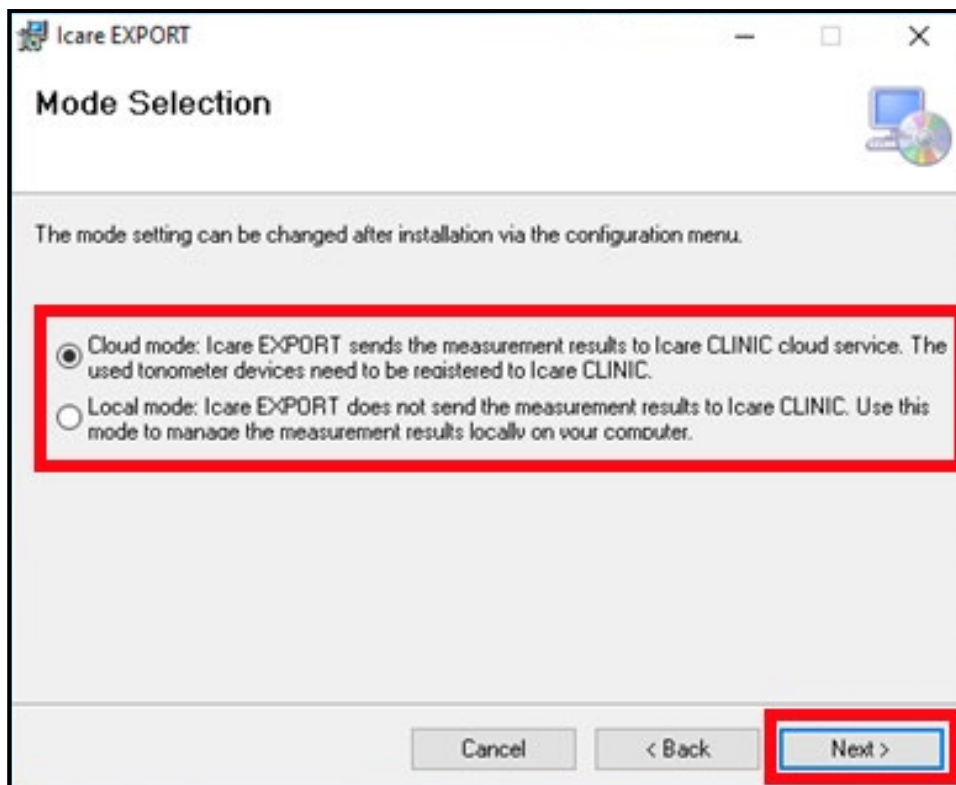 Icare EXPORT
Mode Selection
The mode setting can be changed after installation via the configuration menu.
Cloud mode: Icare EXPORT sends the measurement results to Icare CLINIC cloud service. The
used tonometer devices need to be registered to Icare CLINIC.
Local mode: Icare EXPORT does not send the measurement results to Icare CLINIC. Use this
mode to manage the measurement results locally on your computer.
Cancel
< Back
Next >